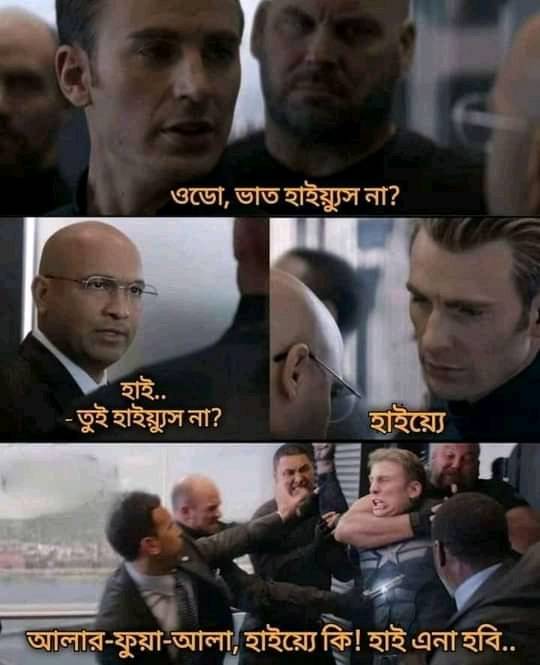 ওডো, ভাত হাইয়্যুস না?
হাই..
- তুই হাইয়্যুস না?
হাইয়্যে
আলার-ফুয়া-আলা, হাইয়্যে কি! হাই এনা হবি..